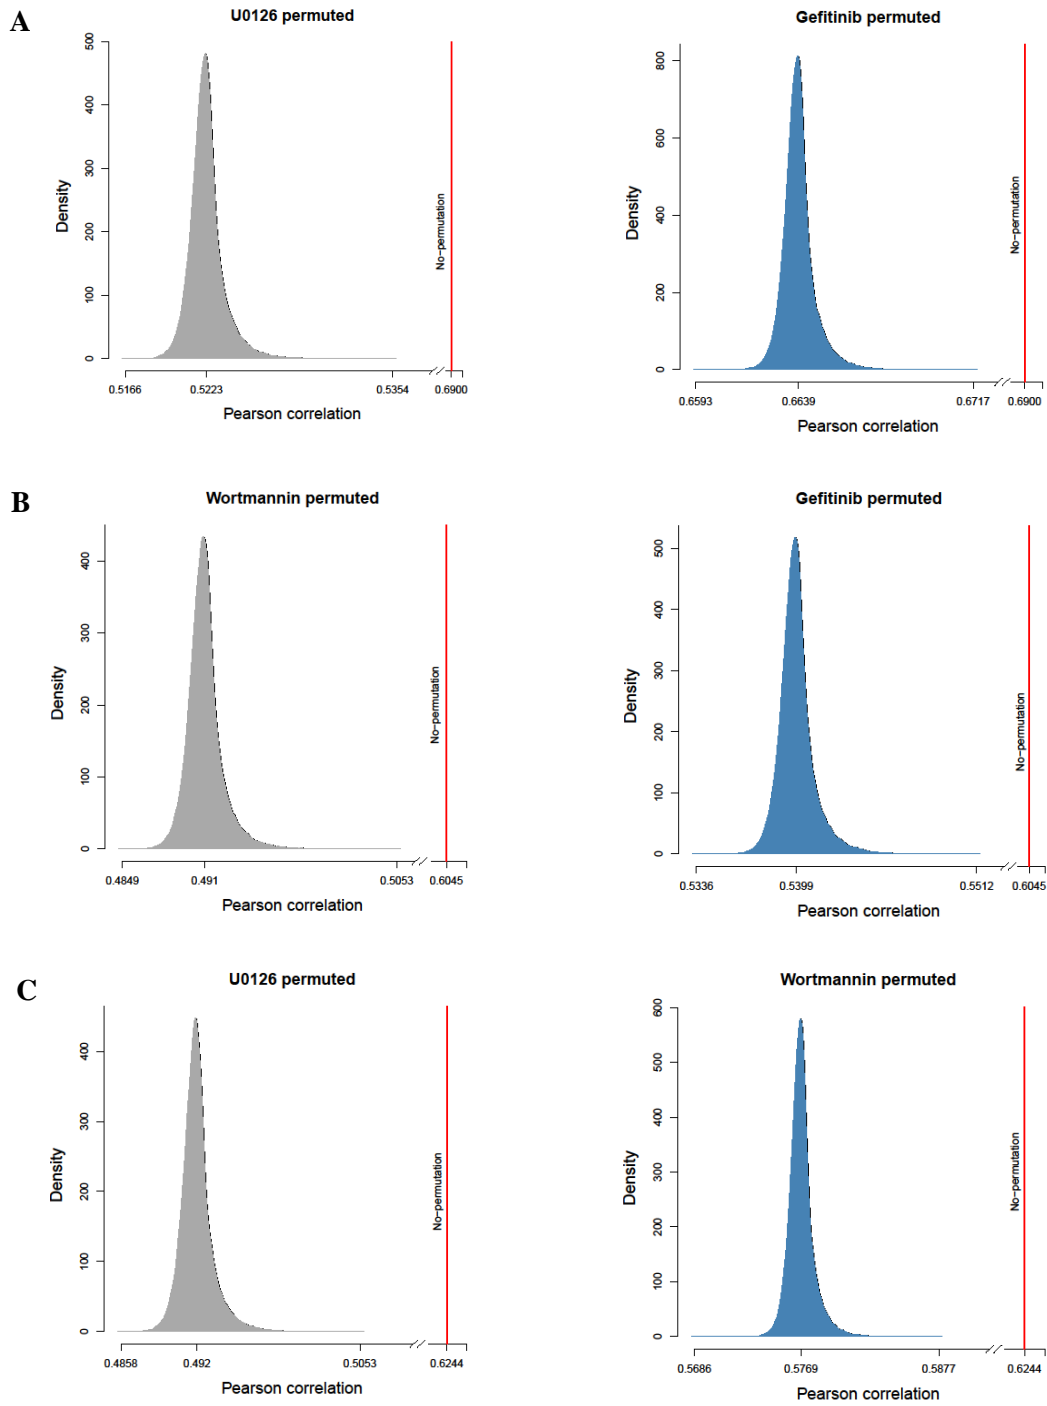 A
U0126 permuted
Density
0
100
200
300
400
500
No-permutation
0.5166 0.5223 0.5354 0.6900
Pearson correlation
Gefitinib permuted
Density
0
200
400
600
800
No-permutation
0.6593 0.6639 0.6717 0.6900
Pearson correlation
B
Wortmannin permuted
Density
0
100
200
300
400
No-permutation
0.4849 0.491 0.5053 0.6045
Pearson correlation
Gefitinib permuted
Density
0
100
200
300
400
500
No-permutation
0.5336 0.5399 0.5512 0.6045
Pearson correlation
C
U0126 permuted
Density
0
100
200
300
400
No-permutation
0.4858 0.492 0.5053 0.6244
Pearson correlation
Wortmannin permuted
Density
0
100
200
300
400
500
600
No-permutation
0.5686 0.5769 0.5877 0.6244
Pearson correlation